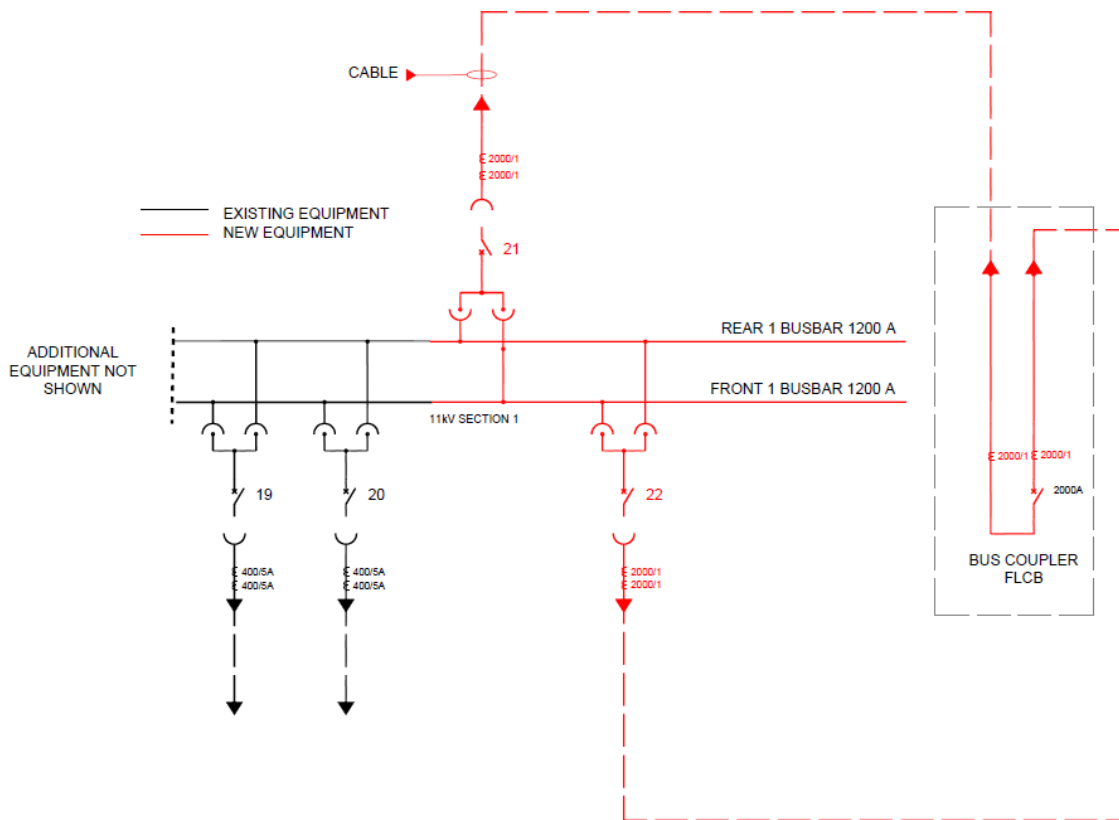 CABLE
2000/1
2000/1
EXISTING EQUIPMENT
NEW EQUIPMENT
21
REAR 1 BUSBAR 1200 A
ADDITIONAL
EQUIPMENT NOT
SHOWN
FRONT 1 BUSBAR 1200 A
11kV SECTION 1
2000/1
2000/1
19
20
22
2000A
BUS COUPLER
FLCB
400/5A
400/5A
400/5A
400/5A
2000/1
2000/1